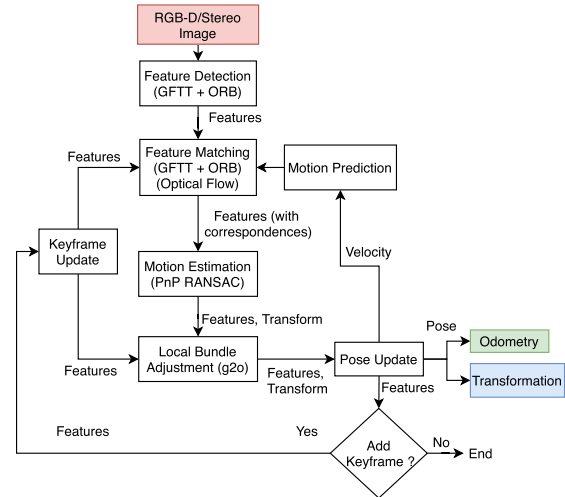 RGB-D/Stereo
Image
Feature Detection
(GFTT + ORB)
Features
Features
Feature Matching
(GFTT + ORB)
(Optical Flow)
Motion Prediction
Features (with
correspondences)
Keyframe
Update
Velocity
Motion Estimation
(PnP RANSAC)
Features, Transform
Pose
Odometry
Local Bundle
Adjustment (g2o)
Pose Update
Features
Features,
Transform
Features
Transformation
Features
Yes
Add
Keyframe ?
No
End